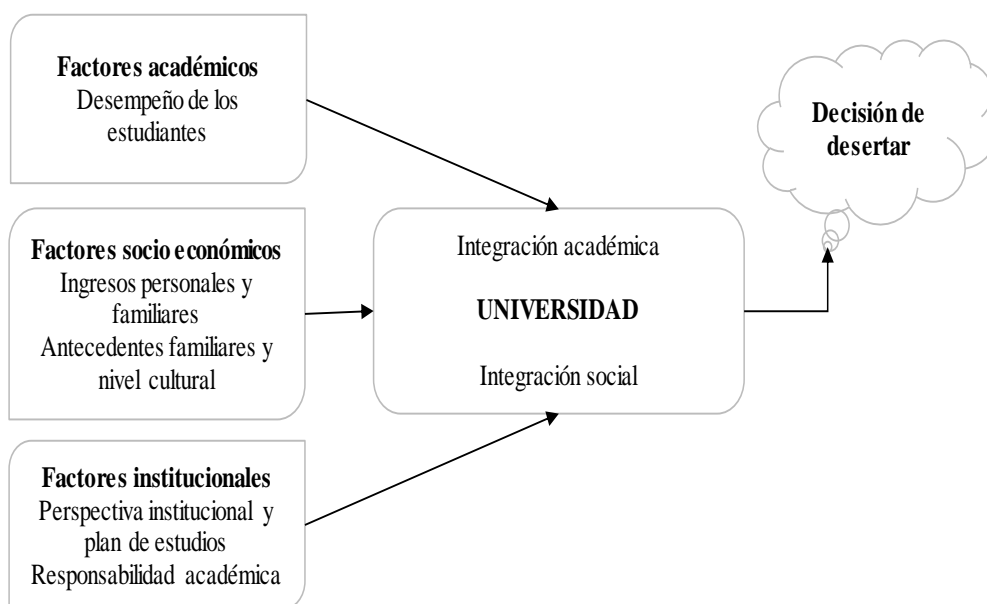 Factores académicos
Desempeño de los
estudiantes
Factores socio económicos
Ingresos personales y
familiares
Antecedentes familiares y
nivel cultural
Factores institucionales
Perspectiva institucional y
plan de estudios
Responsabilidad académica
Integración académica
UNIVERSIDAD
Integración social
Decisión de
desertar